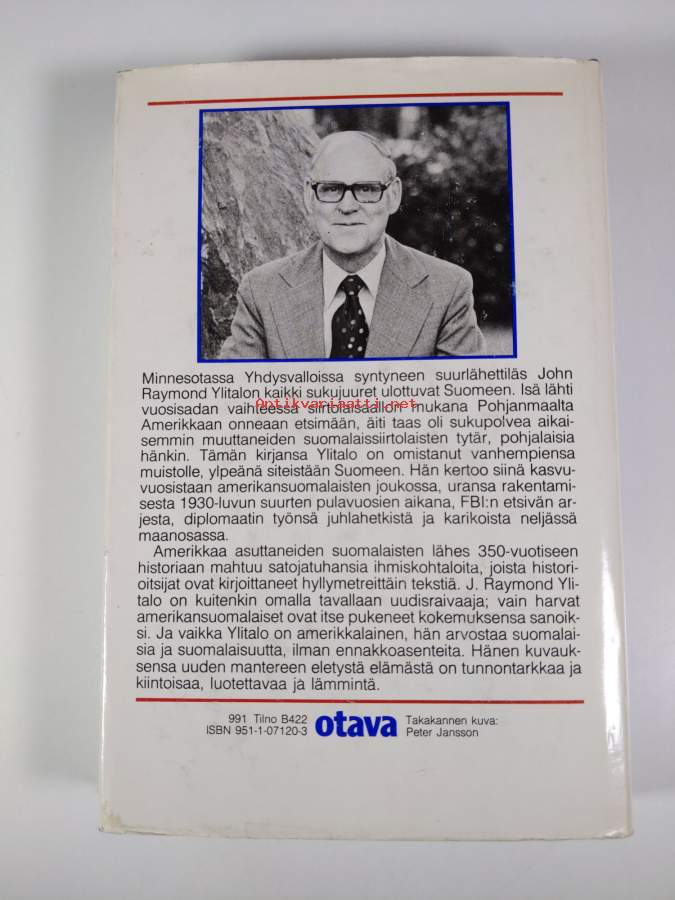 Minnesotassa Yhdysvalloissa syntyneen suurlähettiläs John
Raymond Ylitalon kaikki sukujuuret ulottuvat Suomeen. Isä lähti
Antikvariaatti.net
vuosisadan vaihteessa siirtolaisaallon mukana Pohjanmaalta
Amerikkaan onneaan etsimään, äiti taas oli sukupolvea aikai-
semmin muuttaneiden suomalaissiirtolaisten tytär, pohjalaisia
hänkin. Tämän kirjansa Ylitalo on omistanut vanhempiensa
muistolle, ylpeänä siteistään Suomeen. Hän kertoo siinä kasvu-
vuosistaan amerikansuomalaisten joukossa, uransa rakentami-
sesta 1930-luvun suurten pulavuosien aikana, FBI:n etsivän ar-
jesta, diplomaatin työnsä juhlahetkistä ja karikoista neljässä
maanosassa.
Amerikkaa asuttaneiden suomalaisten lähes 350-vuotiseen
historiaan mahtuu satojatuhansia ihmiskohtaloita, joista histori-
oitsijat ovat kirjoittaneet hyllymetreittäin tekstiä. J. Raymond Yli-
talo on kuitenkin omalla tavallaan uudisraivaaja; vain harvat
amerikansuomalaiset ovat itse pukeneet kokemuksensa sanoik-
si. Ja vaikka Ylitalo on amerikkalainen, hän arvostaa suomalai-
sia ja suomalaisuutta, ilman ennakkoasenteita. Hänen kuvauk-
sensa uuden mantereen eletystä elämästä on tunnontarkkaa ja
kiintoisaa, luotettavaa ja lämmintä.
991 Tilno B422
ISBN 951-1-07120-3
otava
Takakannen kuva:
Peter Jansson